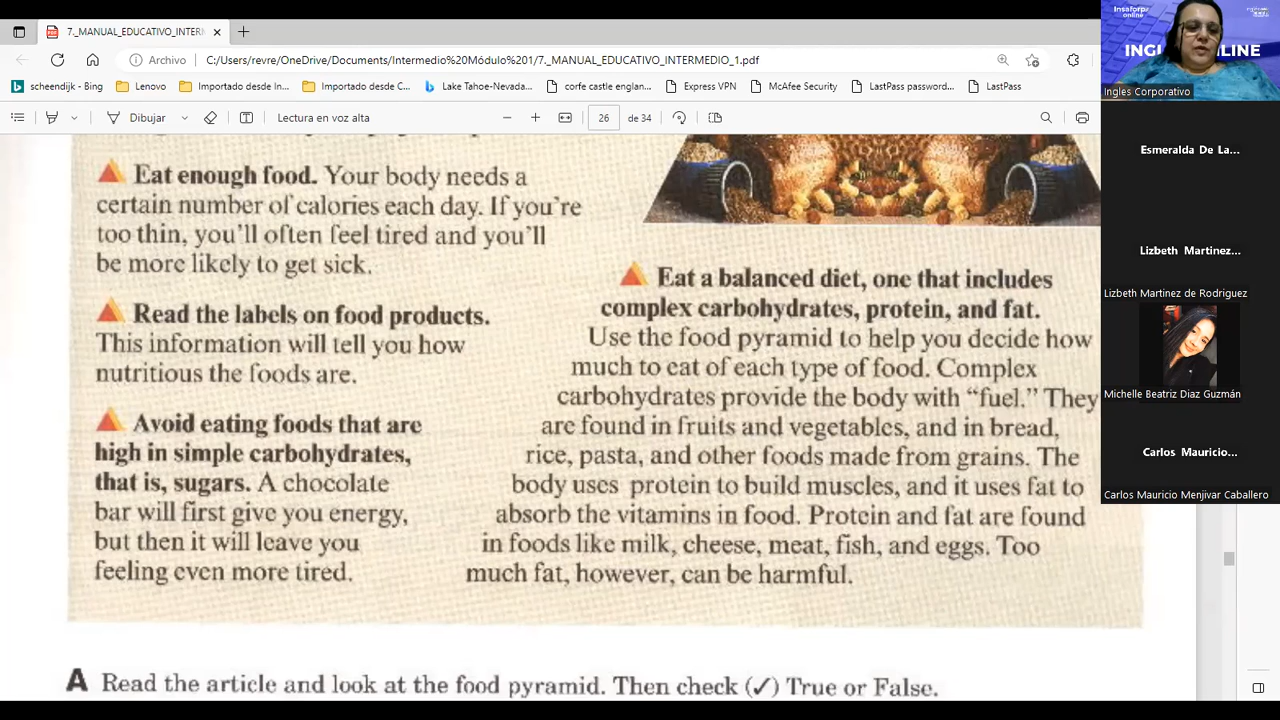 7._MANUAL_EDUCATIVO_INTERM
Archivo
C:/Users/revre/OneDrive/Documents/Intermedio%20Módulo%201/7._MANUAL_EDUCATIVO_INTERMEDIO_1.pdf
scheendijk - Bing
Lenovo
Importado desde In...
Importado desde C...
Lake Tahoe-Nevada...
corfe castle englan...
Express VPN
McAfee Security
LastPass password...
LastPass
Dibujar
Lectura en voz alta
26
de 34
Eat enough food. Your body needs a
certain number of calories each day. If you're
too thin, you'll often feel tired and you'll
be more likely to get sick.
Read the labels on food products.
This information will tell you how
nutritious the foods are.
Avoid eating foods that are
high in simple carbohydrates,
that is, sugars. A chocolate
bar will first give you energy,
but then it will leave you
feeling even more tired.
Eat a balanced diet, one that includes
complex carbohydrates, protein, and fat.
Use the food pyramid to help you decide how
much to eat of each type of food. Complex
carbohydrates provide the body with "fuel." They
are found in fruits and vegetables, and in bread,
rice, pasta, and other foods made from grains. The
body uses protein to build muscles, and it uses fat to
absorb the vitamins in food. Protein and fat are found
in foods like milk, cheese, meat, fish, and eggs. Too
much fat, however, can be harmful.
A Read the article and look at the food pyramid. Then check (✓) True or False.
Insaforp
online
INGL
LINE
Ingles Corporativo
Esmeralda De La...
Lizbeth Martinez...
Lizbeth Martinez de Rodriguez
Michelle Beatriz Diaz Guzmán
Carlos Mauricio...
Carlos Mauricio Menjivar Caballero